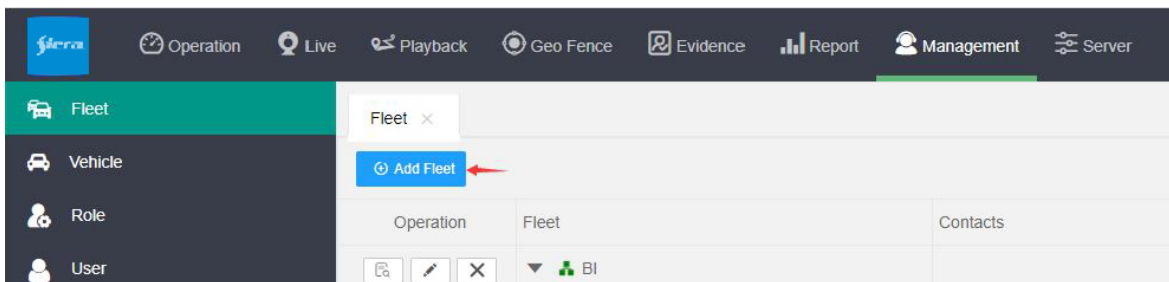 Siera Operation Live Playback Geo Fence Evidence Report Management Server
Fleet
Vehicle
Role
User
Fleet ×
Add Fleet
Operation Fleet Contacts
BI